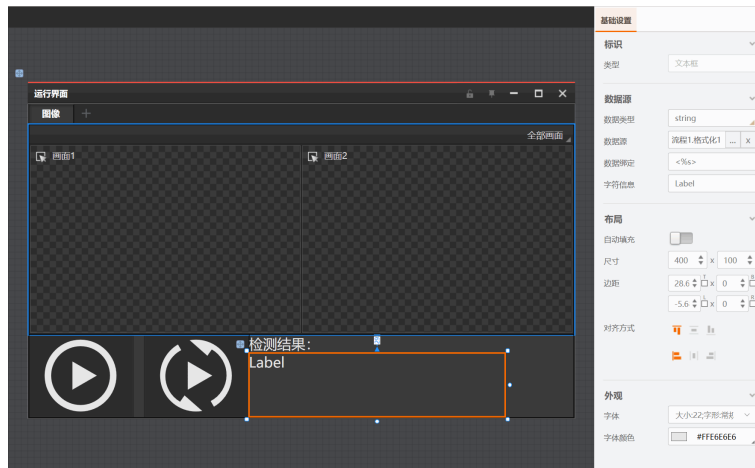 基础设置
标识
类型 文本框
数据源
数据类型 string
数据源 流程1.格式化1 ... x
数据绑定 <%s>
字符信息 Label
布局
自动填充
尺寸 400 x 100
边距 28.6 T x 0
-5.6 L x 0
对齐方式
外观
字体 大小:22;字形:常规
字体颜色 #FFE6E6E6
运行界面
图像 +
全部画面
画面1 画面2
检测结果:
Label